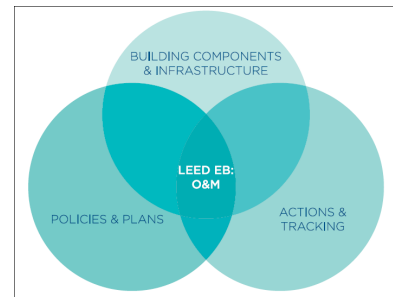 BUILDING COMPONENTS
& INFRASTRUCTURE
LEED EB:
O&M
POLICIES & PLANS
ACTIONS &
TRACKING